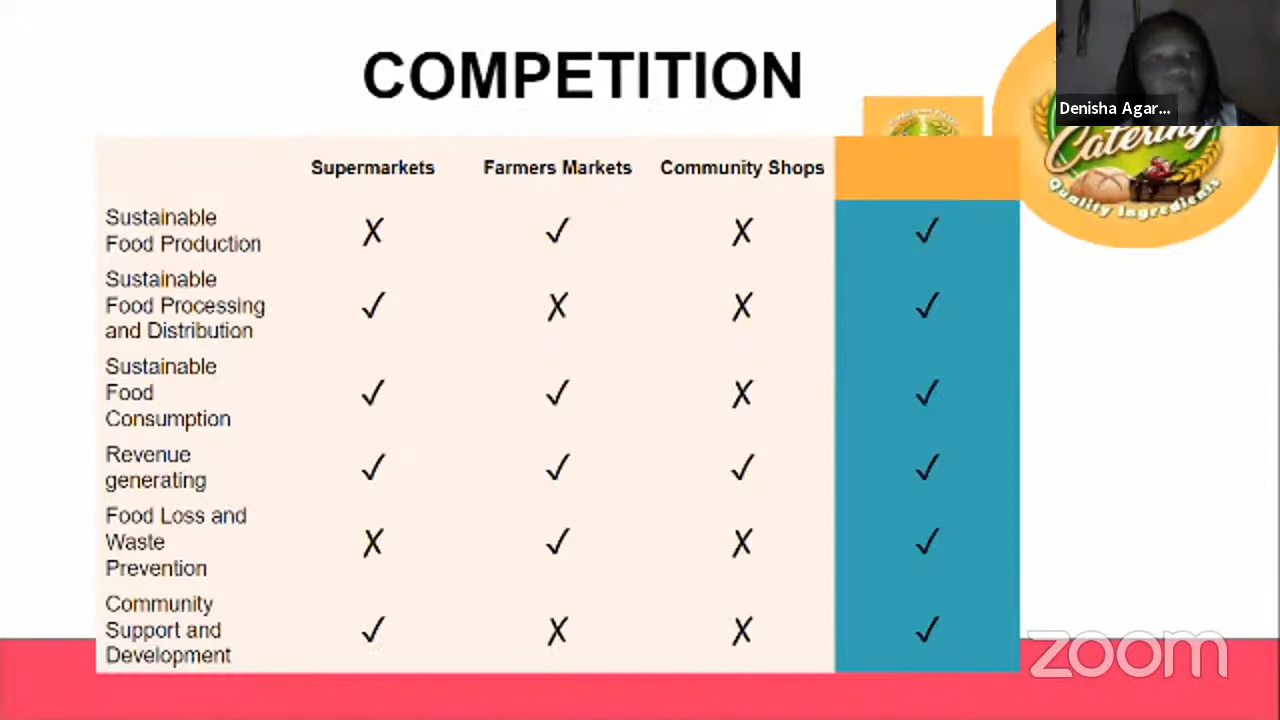 COMPETITION
Denisha Agar...
Catering
Quality Ingredients
Supermarkets Farmers Markets Community Shops
Sustainable
Food Production ✗ ✓ ✗ ✓
Sustainable
Food Processing ✓ ✗ ✗ ✓
and Distribution
Sustainable
Food ✓ ✓ ✗ ✓
Consumption
Revenue
generating ✓ ✓ ✓ ✓
Food Loss and
Waste ✗ ✓ ✗ ✓
Prevention
Community
Support and ✓ ✗ ✗ ✓
Development
zoom